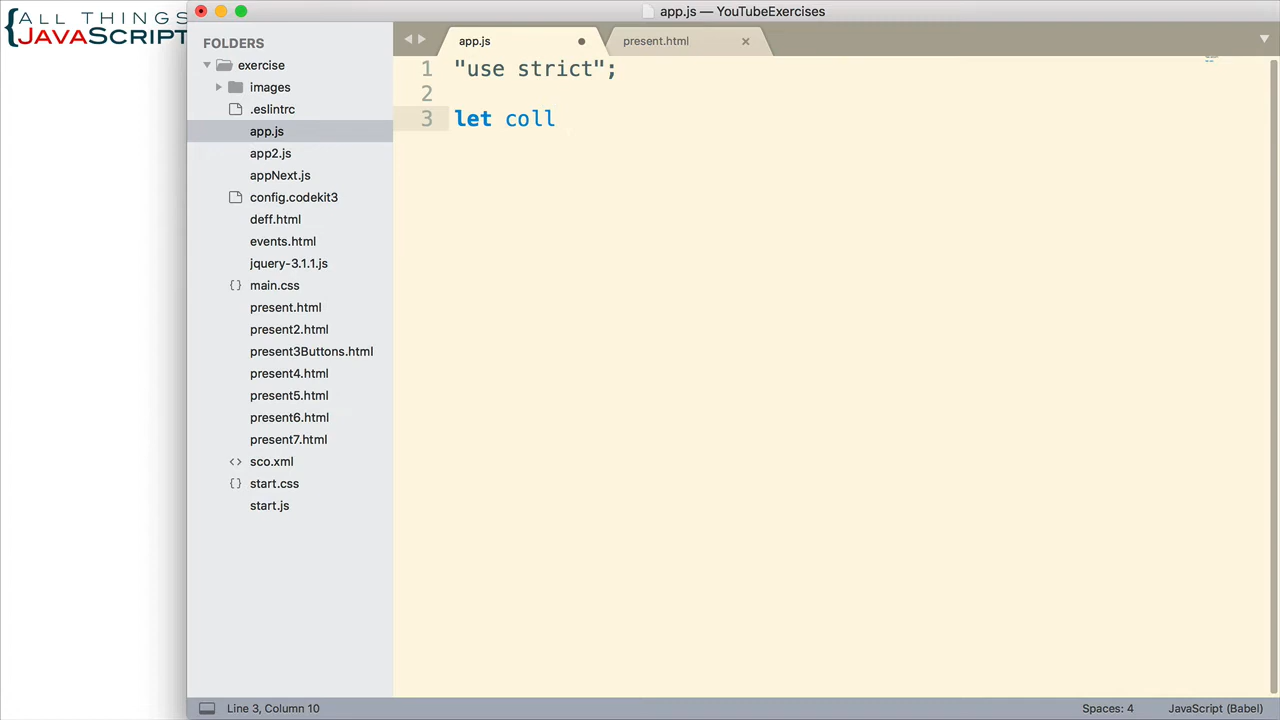 {ALL THINGS
JAVASCRIPT
app.js — YouTubeExercises
FOLDERS
exercise
images
.eslintrc
app.js
app2.js
appNext.js
config.codekit3
deff.html
events.html
jquery-3.1.1.js
{} main.css
present.html
present2.html
present3Buttons.html
present4.html
present5.html
present6.html
present7.html
<> sco.xml
{} start.css
start.js
app.js
present.html
1 "use strict";
2
3 let coll
Line 3, Column 10
Spaces: 4
JavaScript (Babel)